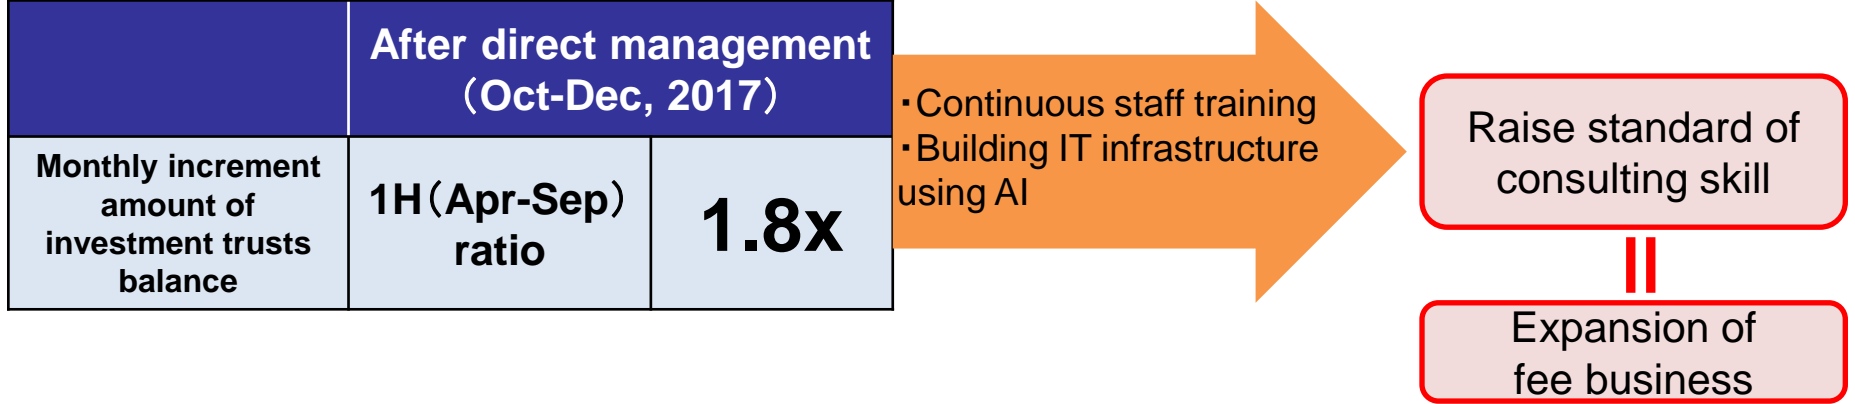 After direct management
（Oct-Dec, 2017）
Monthly increment
amount of
investment trusts
balance
1H（Apr-Sep）
ratio
1.8x
・Continuous staff training
・Building IT infrastructure
using AI
Raise standard of
consulting skill
Expansion of
fee business